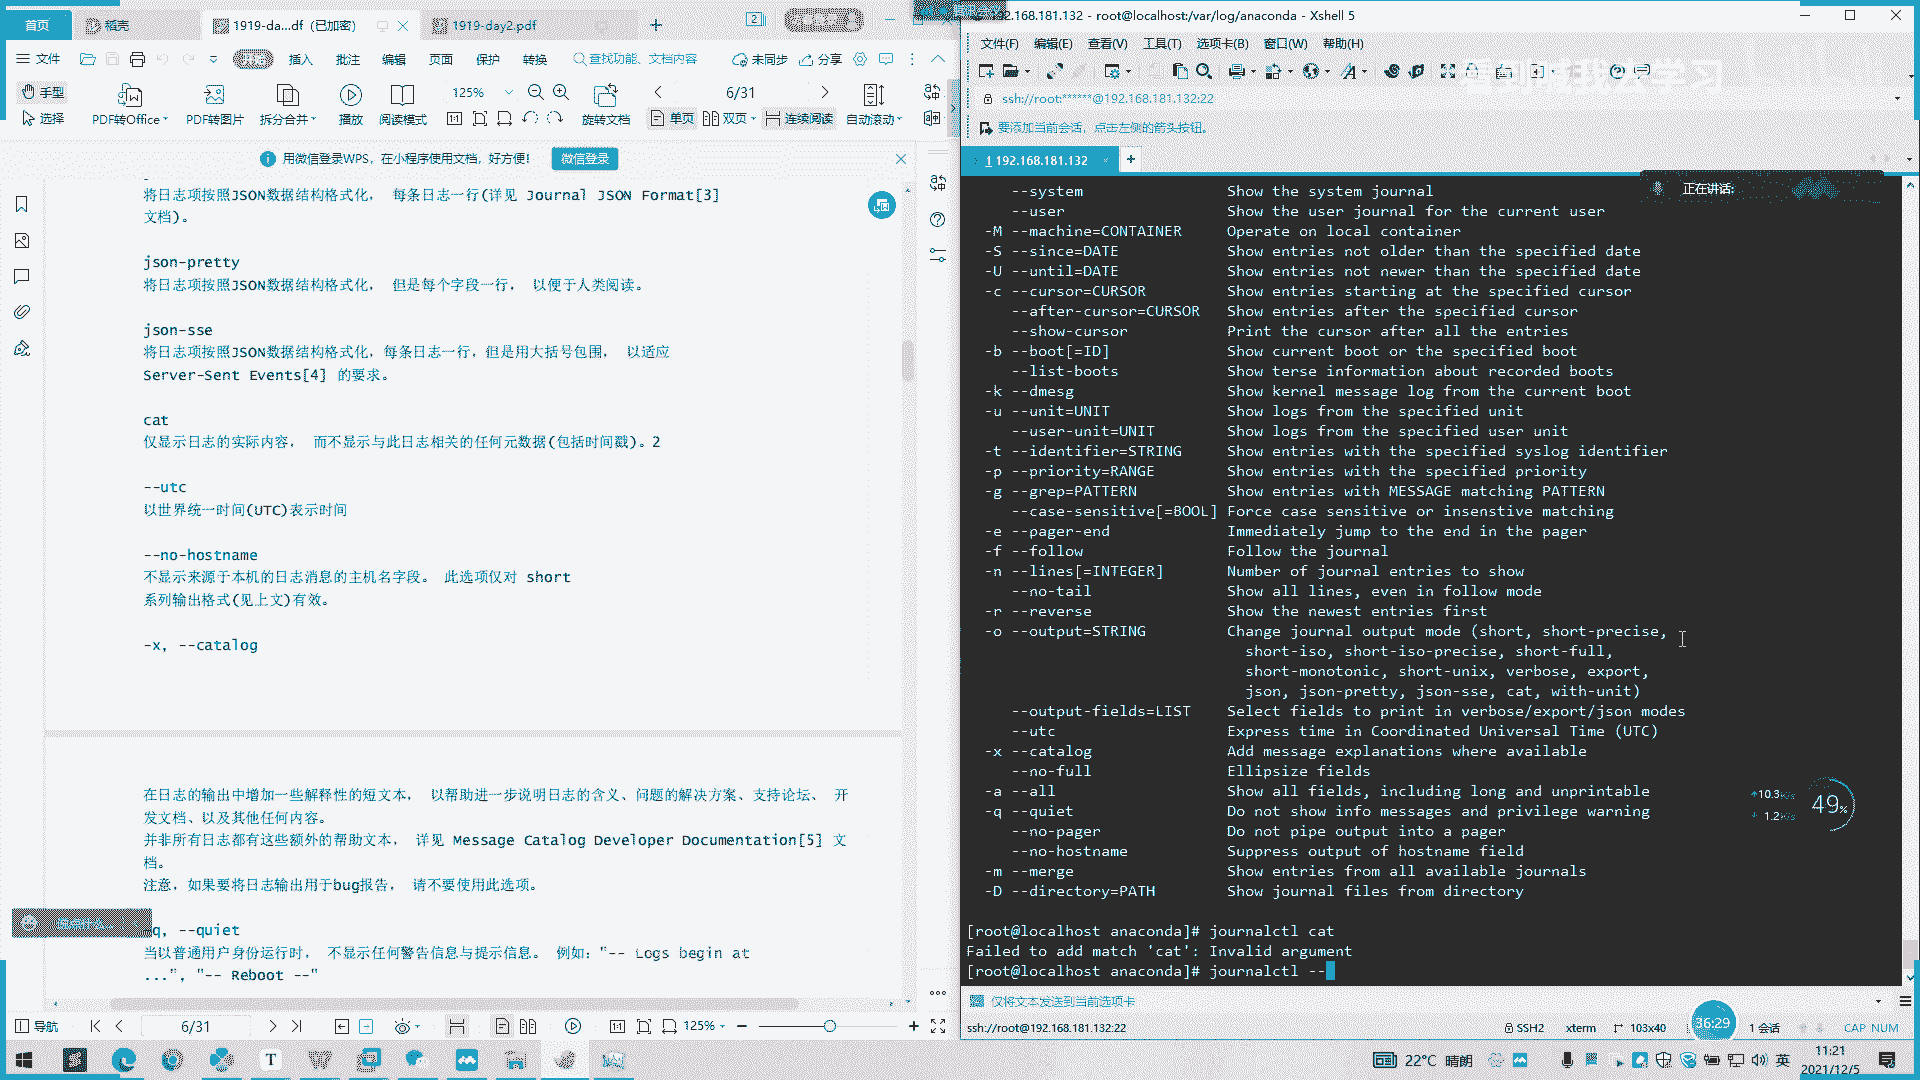 首页
稻壳
1919-da...df (已加密)
1919-day2.pdf
文件
插入
批注
编辑
页面
保护
转换
查找功能、文档内容
未同步
分享
手型
选择
PDF转Office
PDF转图片
拆分合并
播放
阅读模式
125%
6/31
旋转文档
单页
双页
连续阅读
自动滚动
用微信登录WPS，在小程序使用文档，好方便！
微信登录
将日志项按照JSON数据结构格式化， 每条日志一行(详见 Journal JSON Format[3]
文档)。
json-pretty
将日志项按照JSON数据结构格式化， 但是每个字段一行， 以便于人类阅读。
json-sse
将日志项按照JSON数据结构格式化，每条日志一行，但是用大括号包围， 以适应
Server-Sent Events[4] 的要求。
cat
仅显示日志的实际内容， 而不显示与此日志相关的任何元数据(包括时间戳)。2
--utc
以世界统一时间(UTC)表示时间
--no-hostname
不显示来源于本机的日志消息的主机名字段。 此选项仅对 short
系列输出格式(见上文)有效。
-x, --catalog
在日志的输出中增加一些解释性的短文本， 以帮助进一步说明日志的含义、问题的解决方案、支持论坛、 开
发文档、以及其他任何内容。
并非所有日志都有这些额外的帮助文本， 详见 Message Catalog Developer Documentation[5] 文
档。
注意，如果要将日志输出用于bug报告， 请不要使用此选项。
q, --quiet
当以普通用户身份运行时， 不显示任何警告信息与提示信息。 例如："-- Logs begin at
...", "-- Reboot --"
导航
6/31
125%
.168.181.132 - root@localhost:/var/log/anaconda - Xshell 5
文件(F)
编辑(E)
查看(V)
工具(T)
选项卡(B)
窗口(W)
帮助(H)
ssh://root:******@192.168.181.132:22
要添加当前会话，点击左侧的箭头按钮。
1 192.168.181.132
正在讲话:
--system Show the system journal
--user Show the user journal for the current user
-M --machine=CONTAINER Operate on local container
-S --since=DATE Show entries not older than the specified date
-U --until=DATE Show entries not newer than the specified date
-c --cursor=CURSOR Show entries starting at the specified cursor
--after-cursor=CURSOR Show entries after the specified cursor
--show-cursor Print the cursor after all the entries
-b --boot[=ID] Show current boot or the specified boot
--list-boots Show terse information about recorded boots
-k --dmesg Show kernel message log from the current boot
-u --unit=UNIT Show logs from the specified unit
--user-unit=UNIT Show logs from the specified user unit
-t --identifier=STRING Show entries with the specified syslog identifier
-p --priority=RANGE Show entries with the specified priority
-g --grep=PATTERN Show entries with MESSAGE matching PATTERN
--case-sensitive[=BOOL] Force case sensitive or insenstive matching
-e --pager-end Immediately jump to the end in the pager
-f --follow Follow the journal
-n --lines[=INTEGER] Number of journal entries to show
--no-tail Show all lines, even in follow mode
-r --reverse Show the newest entries first
-o --output=STRING Change journal output mode (short, short-precise,
short-iso, short-iso-precise, short-full,
short-monotonic, short-unix, verbose, export,
json, json-pretty, json-sse, cat, with-unit)
--output-fields=LIST Select fields to print in verbose/export/json modes
--utc Express time in Coordinated Universal Time (UTC)
-x --catalog Add message explanations where available
--no-full Ellipsize fields
-a --all Show all fields, including long and unprintable
-q --quiet Do not show info messages and privilege warning
--no-pager Do not pipe output into a pager
--no-hostname Suppress output of hostname field
-m --merge Show entries from all available journals
-D --directory=PATH Show journal files from directory
[root@localhost anaconda]# journalctl cat
Failed to add match 'cat': Invalid argument
[root@localhost anaconda]# journalctl --
10.3K/s
1.2K/s
49%
仅将文本发送到当前选项卡
ssh://root@192.168.181.132:22
SSH2
xterm
103x40
36:29
1 会话
CAP NUM
22°C 晴朗
英
11:21
2021/12/5